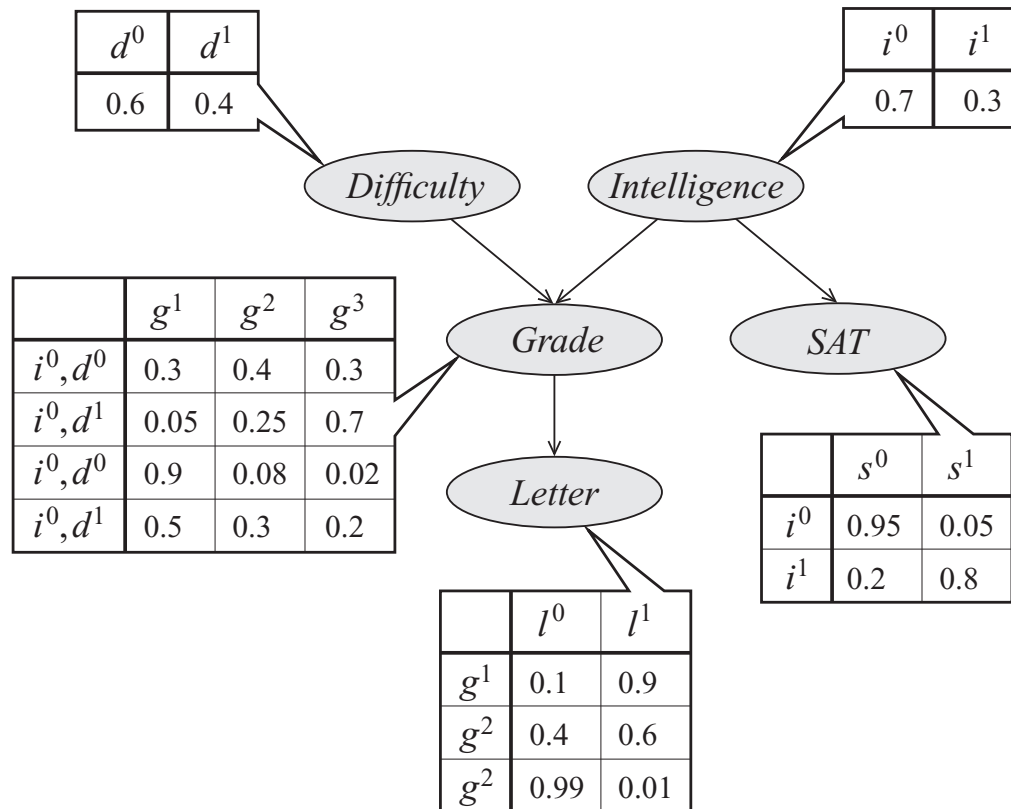 d⁰ d¹
0.6 0.4
i⁰ i¹
0.7 0.3
Difficulty
Intelligence
g¹ g² g³
i⁰,d⁰ 0.3 0.4 0.3
i⁰,d¹ 0.05 0.25 0.7
i⁰,d⁰ 0.9 0.08 0.02
i⁰,d¹ 0.5 0.3 0.2
Grade
SAT
Letter
s⁰ s¹
i⁰ 0.95 0.05
i¹ 0.2 0.8
l⁰ l¹
g¹ 0.1 0.9
g² 0.4 0.6
g² 0.99 0.01